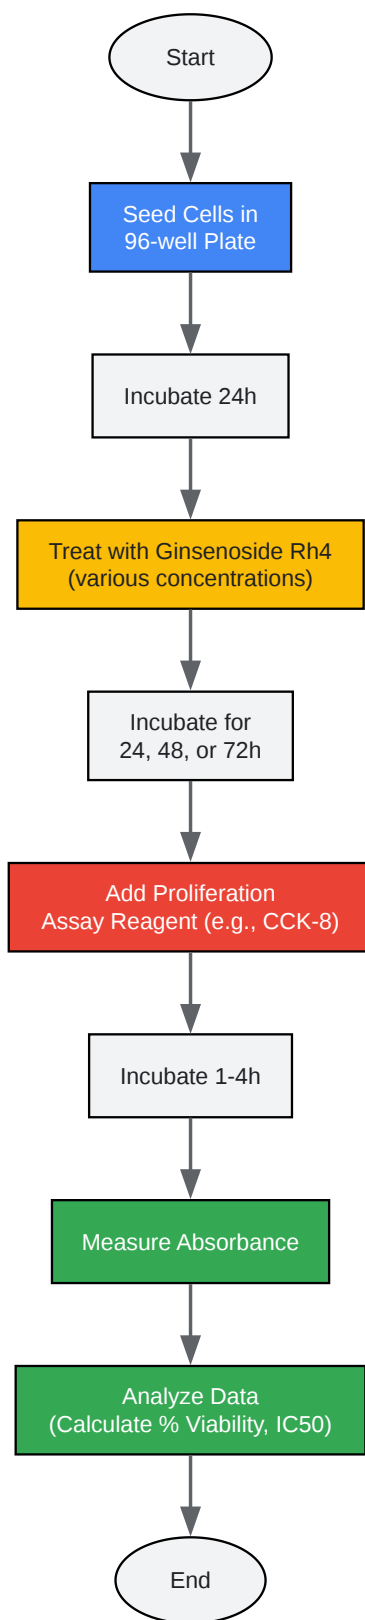 Start
Seed Cells in
96-well Plate
Incubate 24h
Treat with Ginsenoside Rh4
(various concentrations)
Incubate for
24, 48, or 72h
Add Proliferation
Assay Reagent (e.g., CCK-8)
Incubate 1-4h
Measure Absorbance
Analyze Data
(Calculate % Viability, IC50)
End